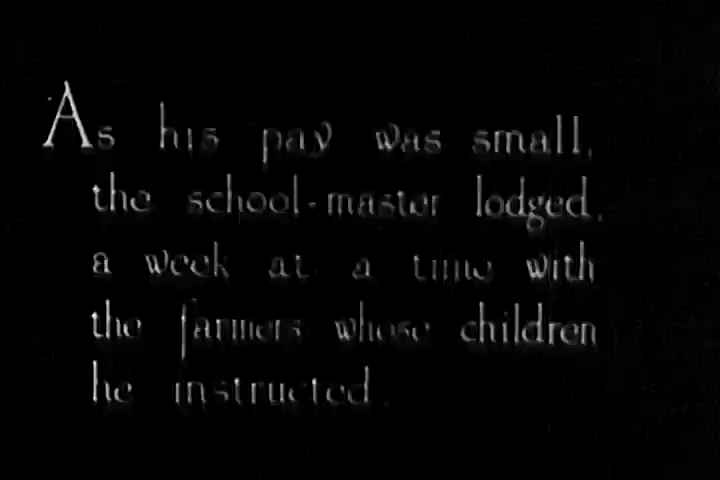 As his pay was small,
the school-master lodged,
a week at a time with
the farmers whose children
he instructed.